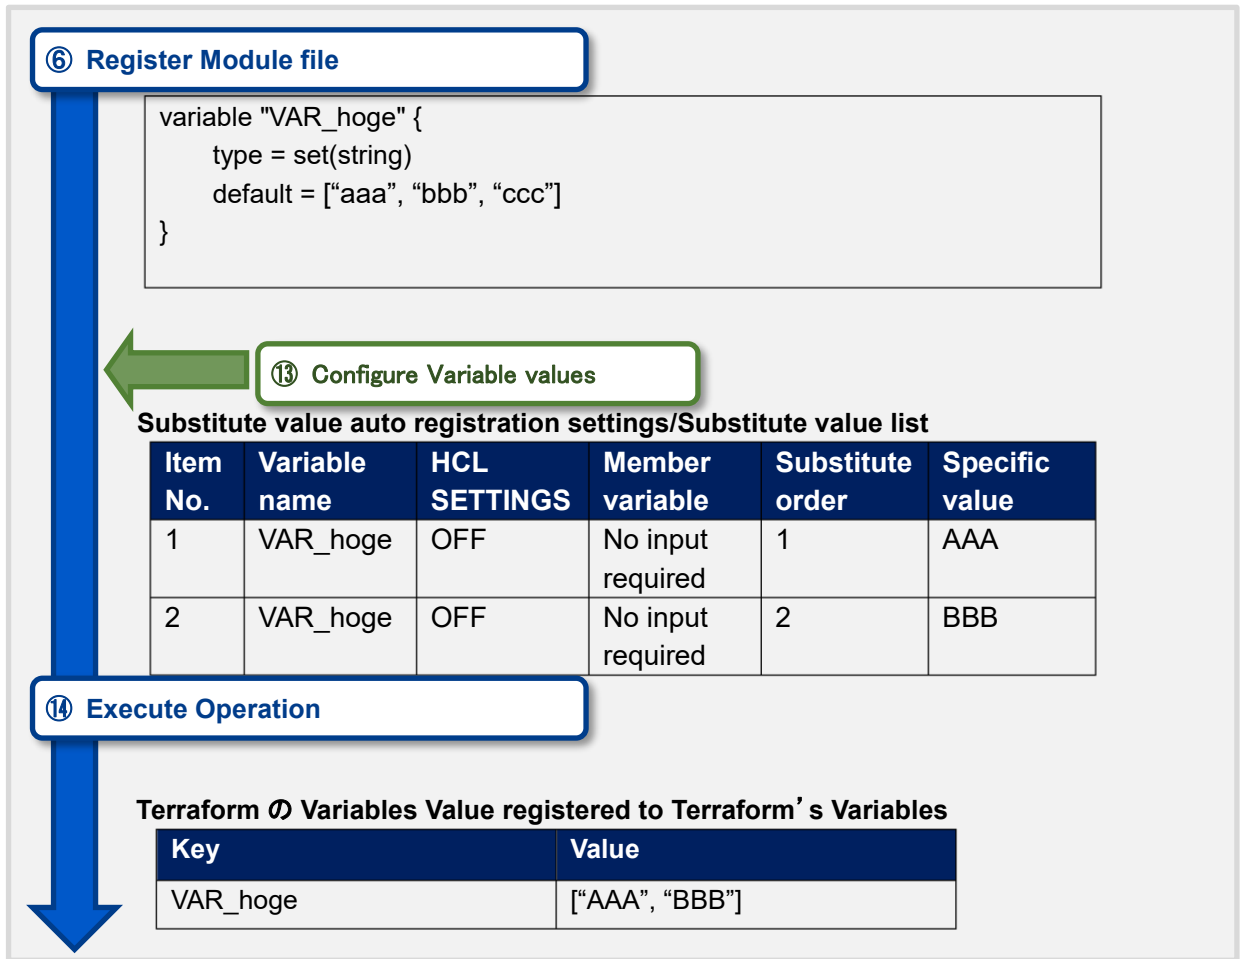 ⑥ Register Module file
variable "VAR_hoge" {
type = set(string)
default = [“aaa”, “bbb”, “ccc”]
}
⑬ Configure Variable values
Substitute value auto registration settings/Substitute value list
Item No. Variable name HCL SETTINGS Member variable Substitute order Specific value
1 VAR_hoge OFF No input required 1 AAA
2 VAR_hoge OFF No input required 2 BBB
⑭ Execute Operation
Terraform の Variables Value registered to Terraform’s Variables
Key Value
VAR_hoge [“AAA”, “BBB”]